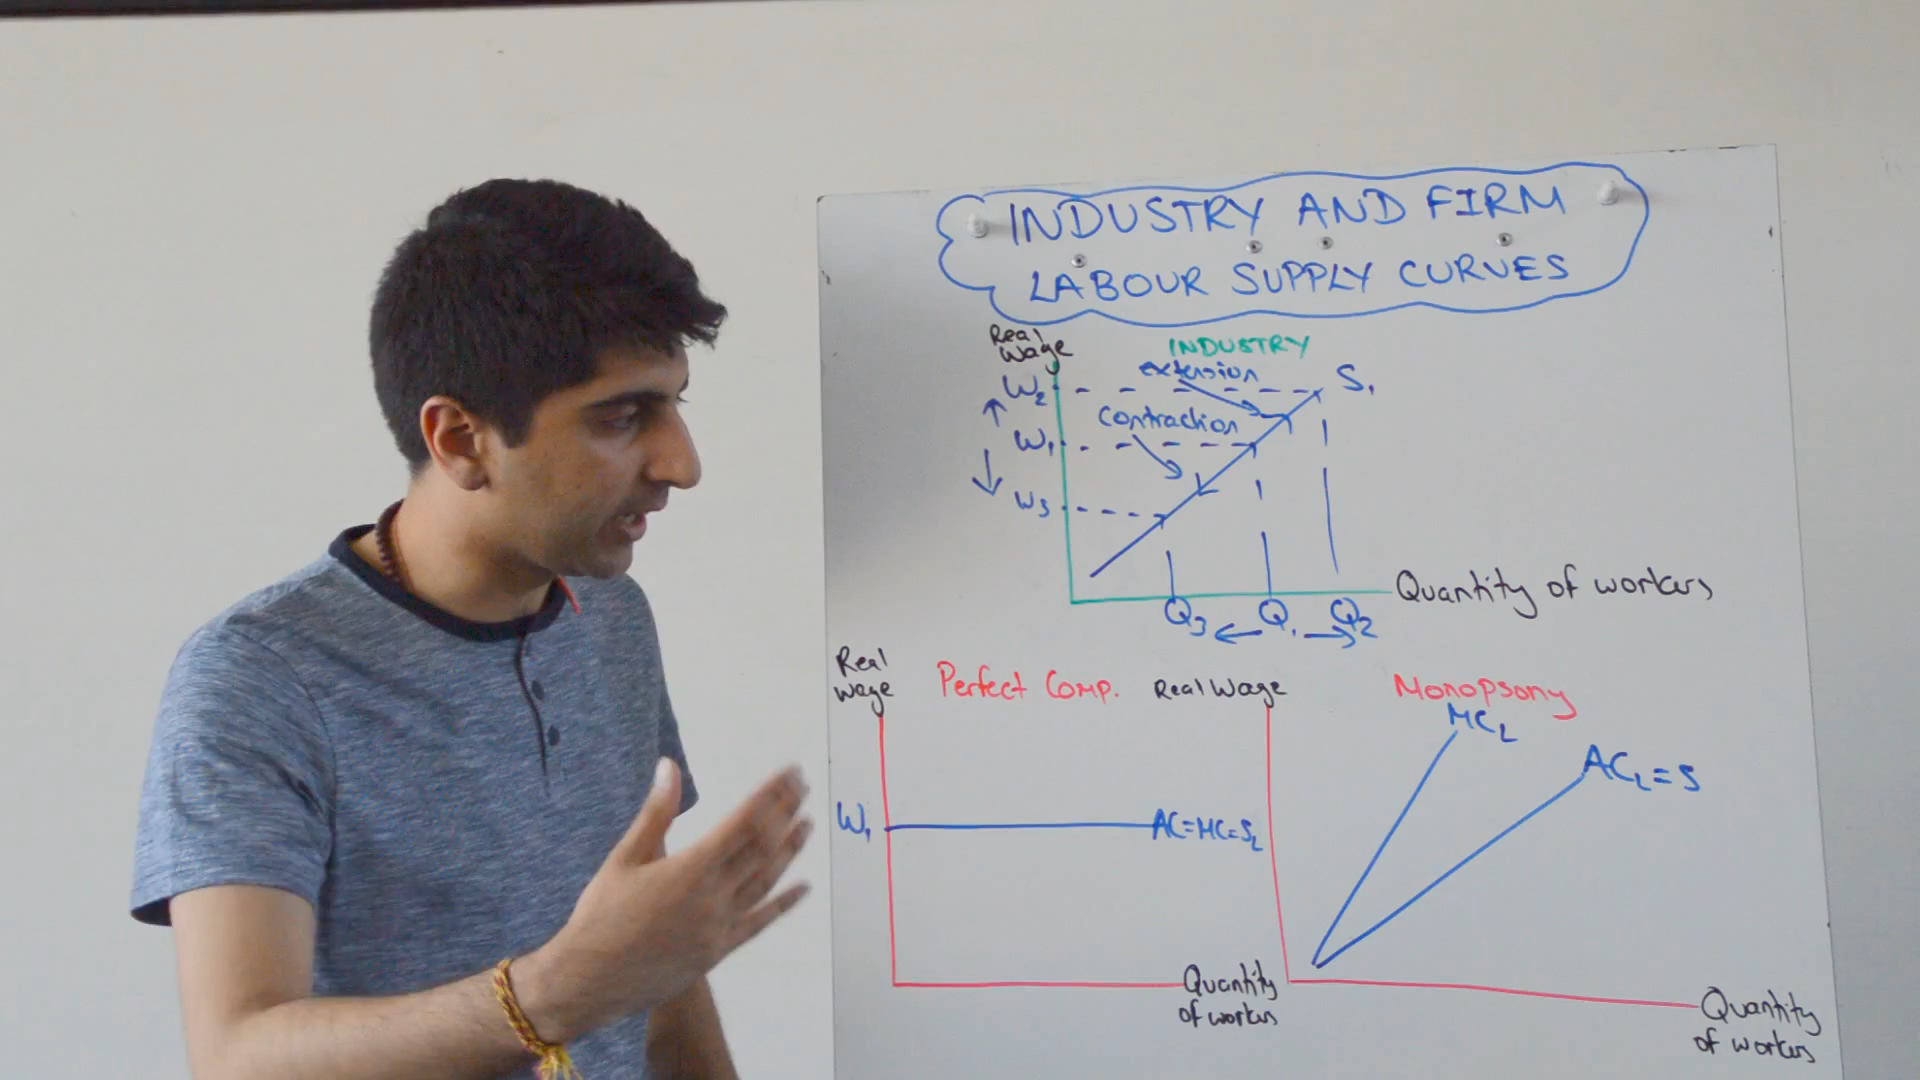 INDUSTRY AND FIRM
LABOUR SUPPLY CURVES
Real
Wage
INDUSTRY
extension
S1
W2
contraction
W1
W3
Quantity of workers
Q3
Q1
Q2
Real
Wage
Perfect Comp.
W1
AC=MC=SL
Quantity
of workers
Real Wage
Monopsony
MCL
ACL=S
Quantity
of workers